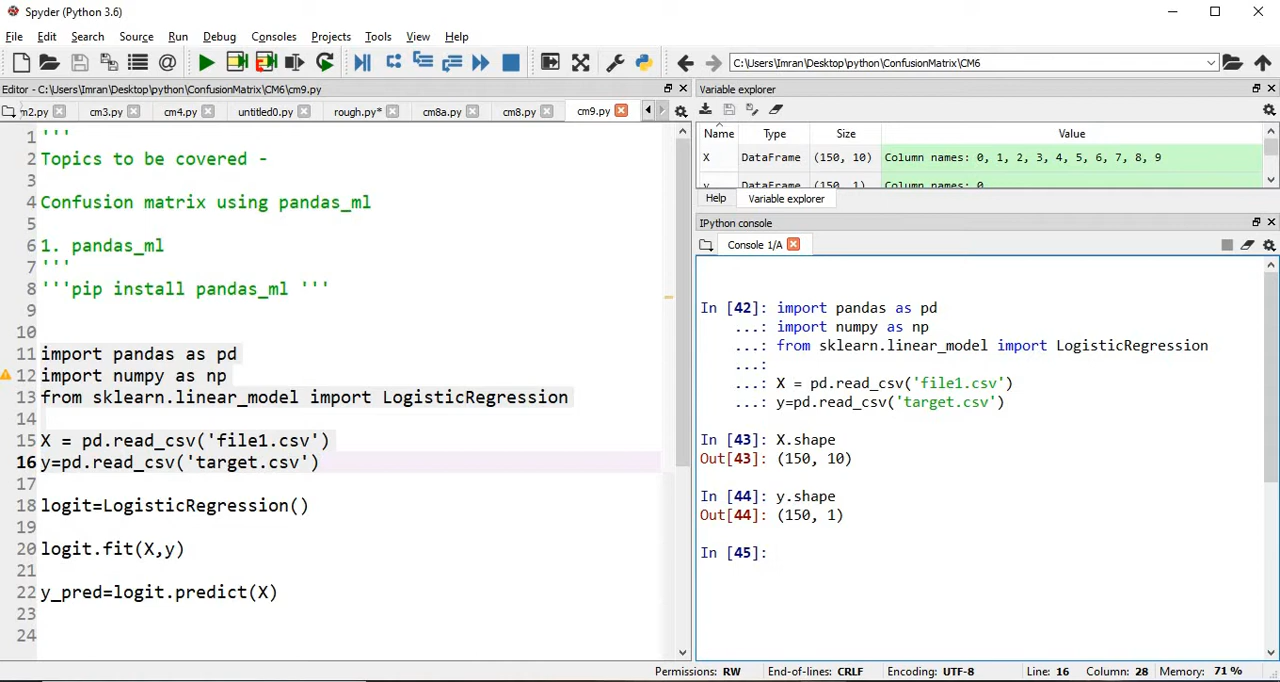 Spyder (Python 3.6)
File Edit Search Source Run Debug Consoles Projects Tools View Help
C:\Users\Imran\Desktop\python\ConfusionMatrix\CM6
Editor - C:\Users\Imran\Desktop\python\ConfusionMatrix\CM6\cm9.py
m2.py cm3.py cm4.py untitled0.py rough.py* cm8a.py cm8.py cm9.py
1 '''
2 Topics to be covered -
3
4 Confusion matrix using pandas_ml
5
6 1. pandas_ml
7 '''
8 '''pip install pandas_ml '''
9
10
11 import pandas as pd
12 import numpy as np
13 from sklearn.linear_model import LogisticRegression
14
15 X = pd.read_csv('file1.csv')
16 y=pd.read_csv('target.csv')
17
18 logit=LogisticRegression()
19
20 logit.fit(X,y)
21
22 y_pred=logit.predict(X)
23
24
Variable explorer
Name Type Size Value
X DataFrame (150, 10) Column names: 0, 1, 2, 3, 4, 5, 6, 7, 8, 9
y DataFrame (150, 1) Column names: 0
Help Variable explorer
IPython console
Console 1/A
In [42]: import pandas as pd
...: import numpy as np
...: from sklearn.linear_model import LogisticRegression
...:
...: X = pd.read_csv('file1.csv')
...: y=pd.read_csv('target.csv')
In [43]: X.shape
Out[43]: (150, 10)
In [44]: y.shape
Out[44]: (150, 1)
In [45]:
Permissions: RW End-of-lines: CRLF Encoding: UTF-8 Line: 16 Column: 28 Memory: 71 %